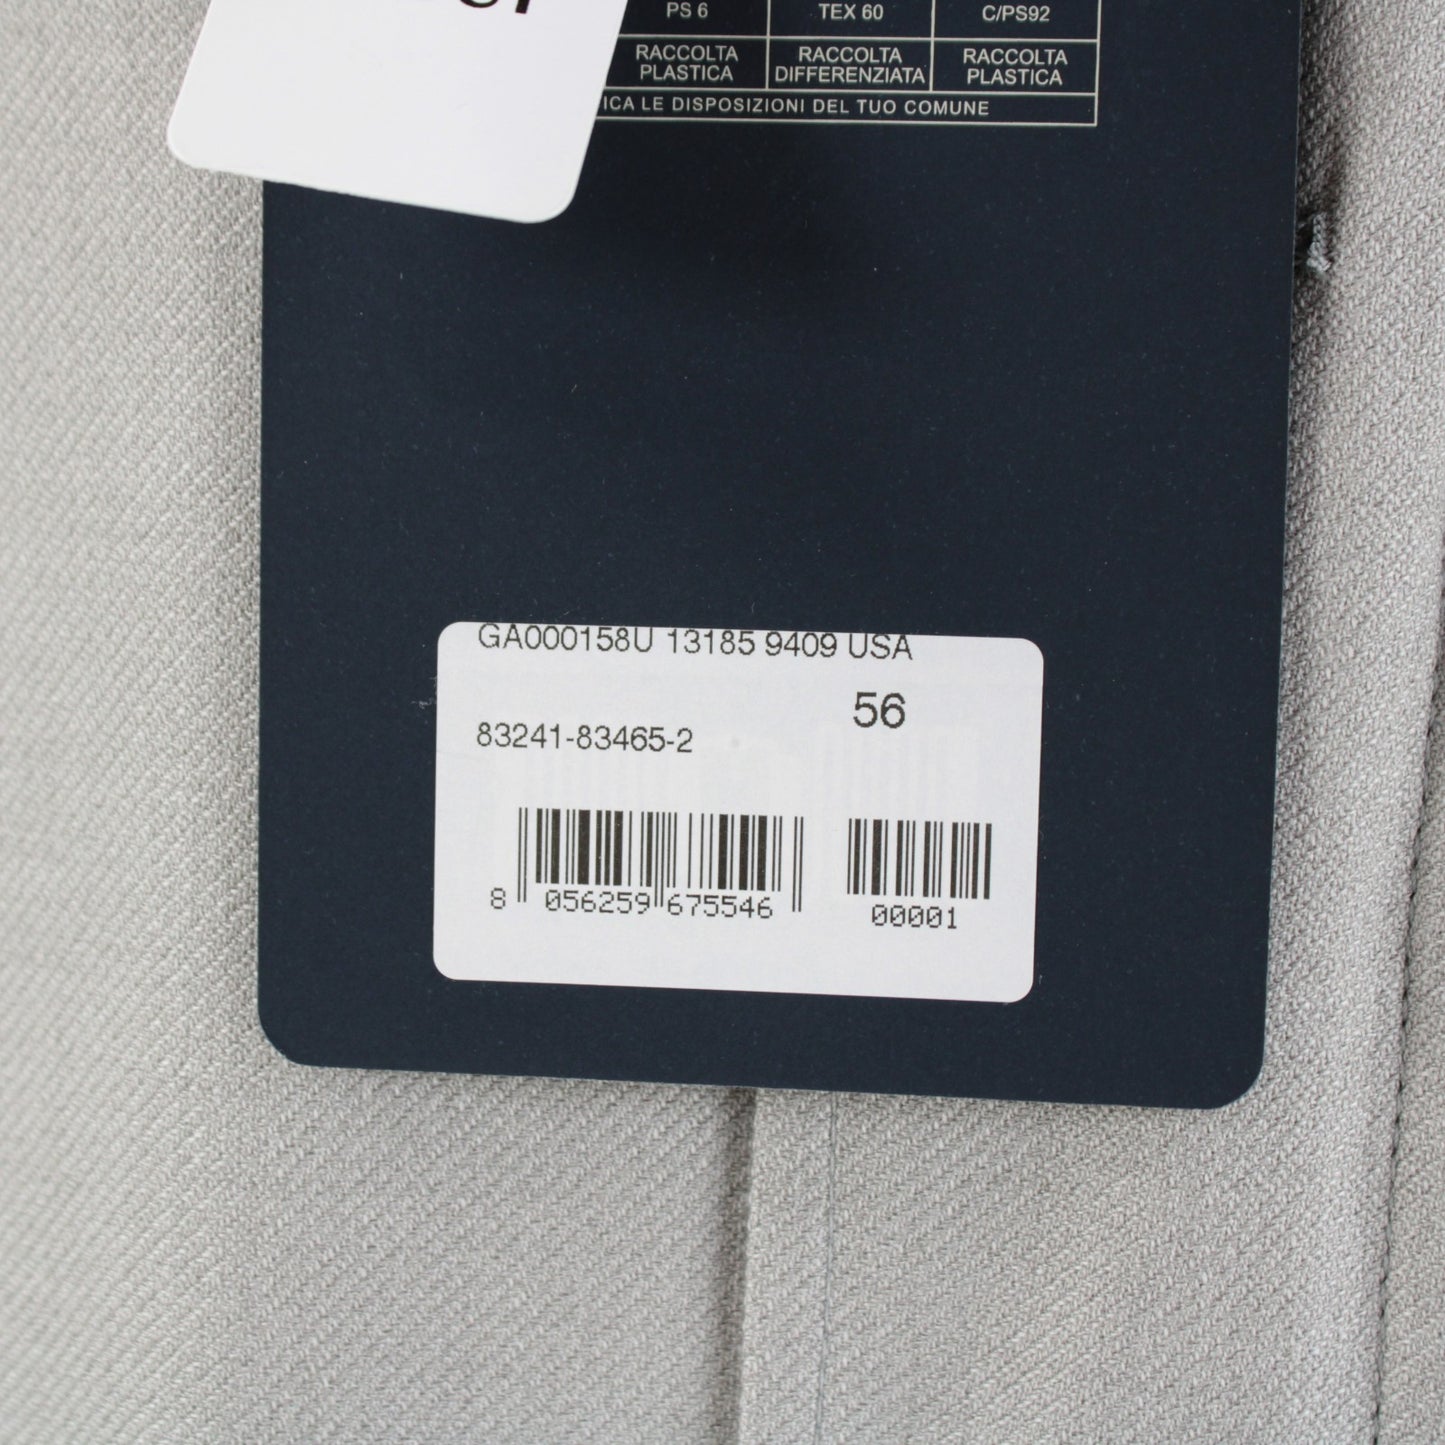 PS 6
TEX 60
C/PS92
RACCOLTA
PLASTICA
RACCOLTA
DIFFERENZIATA
RACCOLTA
PLASTICA
LE DISPOSIZIONI DEL TUO COMUNE
GA000158U 13185 9409 USA
56
83241-83465-2
8 056259 675546
00001